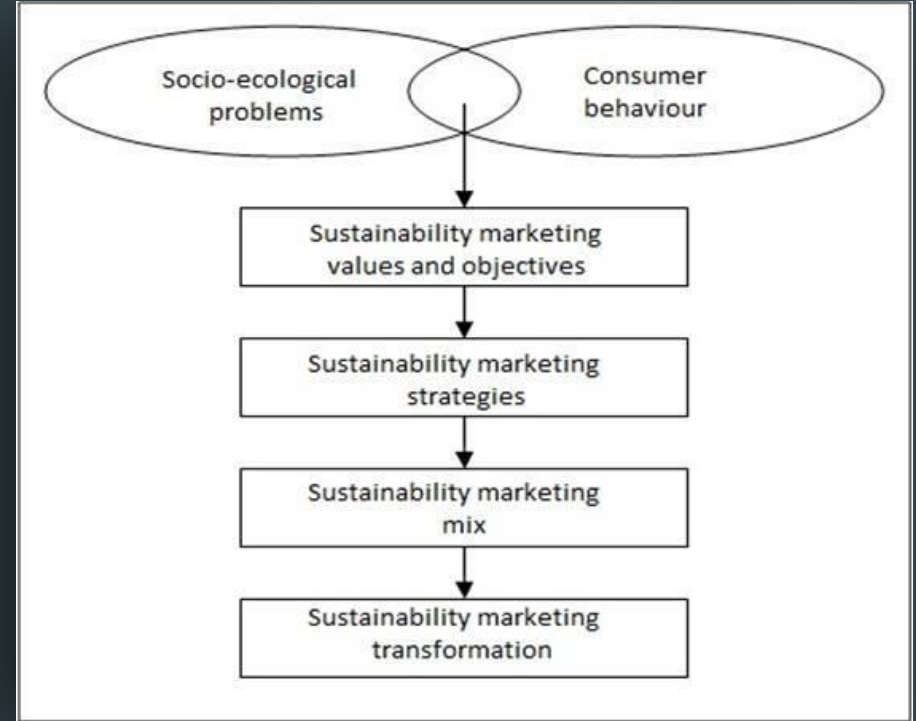 Socio-ecological
problems
Consumer
behaviour
Sustainability marketing
values and objectives
Sustainability marketing
strategies
Sustainability marketing
mix
Sustainability marketing
transformation